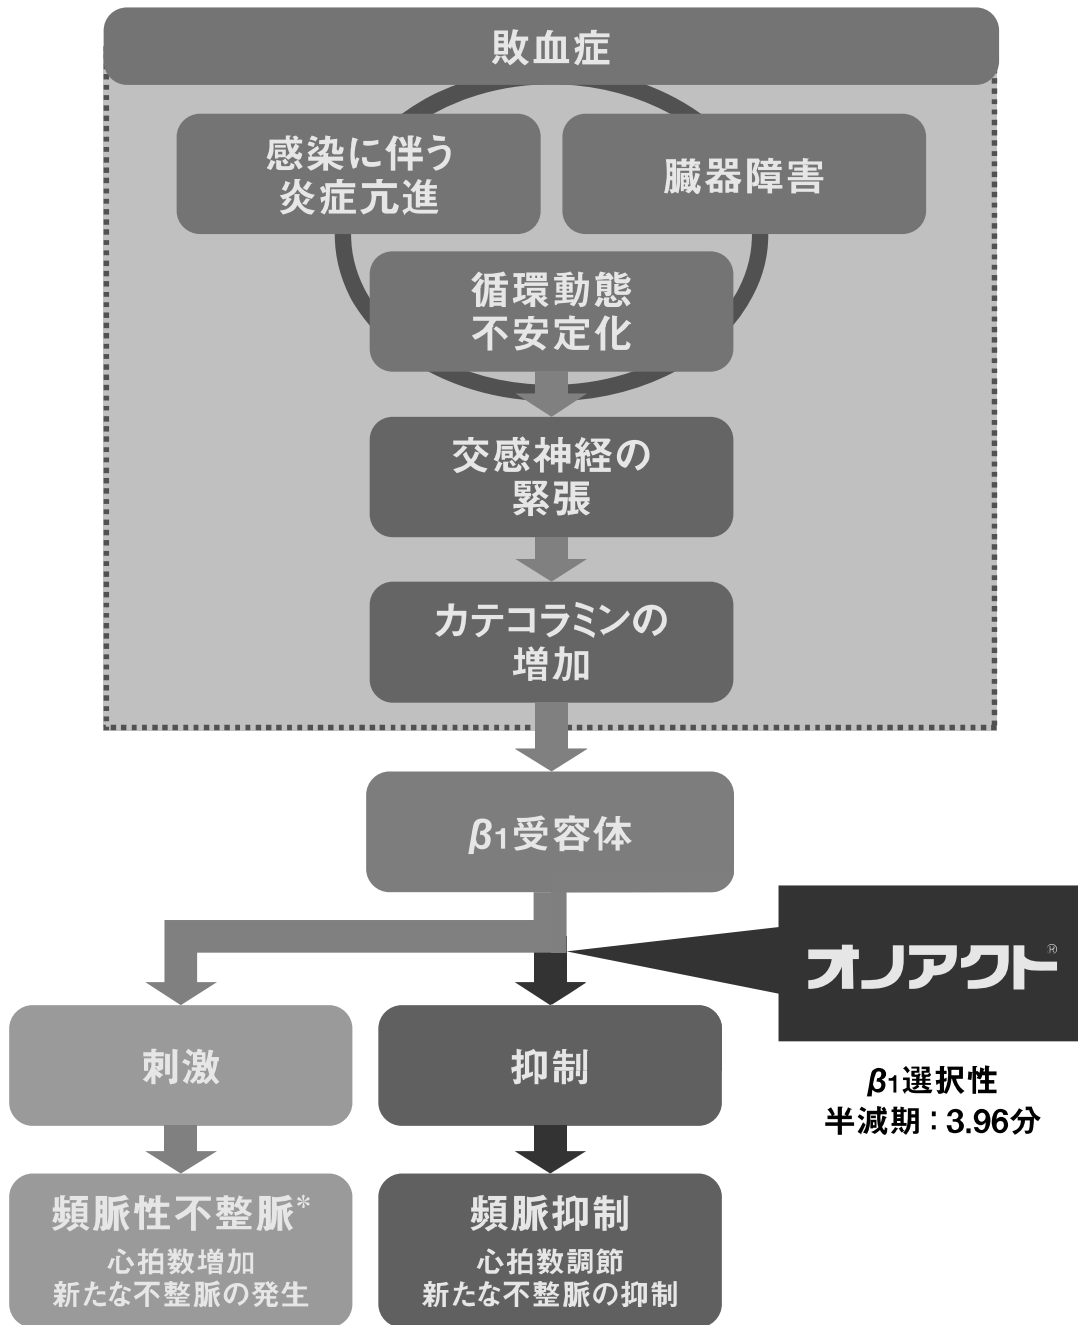 敗血症
感染に伴う
炎症亢進
臓器障害
循環動態
不安定化
交感神経の
緊張
カテコラミンの
増加
β1受容体
オノアクト®
β1選択性
半減期：3.96分
刺激
抑制
頻脈性不整脈*
心拍数増加
新たな不整脈の発生
頻脈抑制
心拍数調節
新たな不整脈の抑制